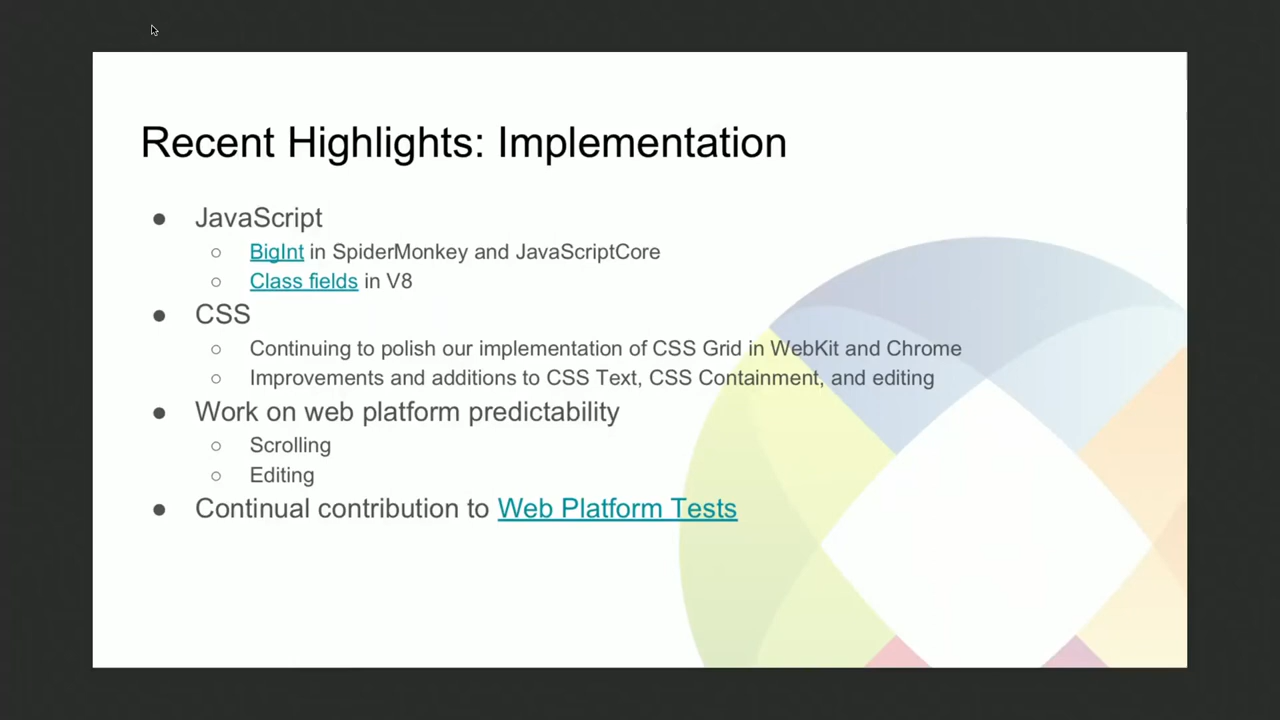 Recent Highlights: Implementation
● JavaScript
○ BigInt in SpiderMonkey and JavaScriptCore
○ Class fields in V8
● CSS
○ Continuing to polish our implementation of CSS Grid in WebKit and Chrome
○ Improvements and additions to CSS Text, CSS Containment, and editing
● Work on web platform predictability
○ Scrolling
○ Editing
● Continual contribution to Web Platform Tests